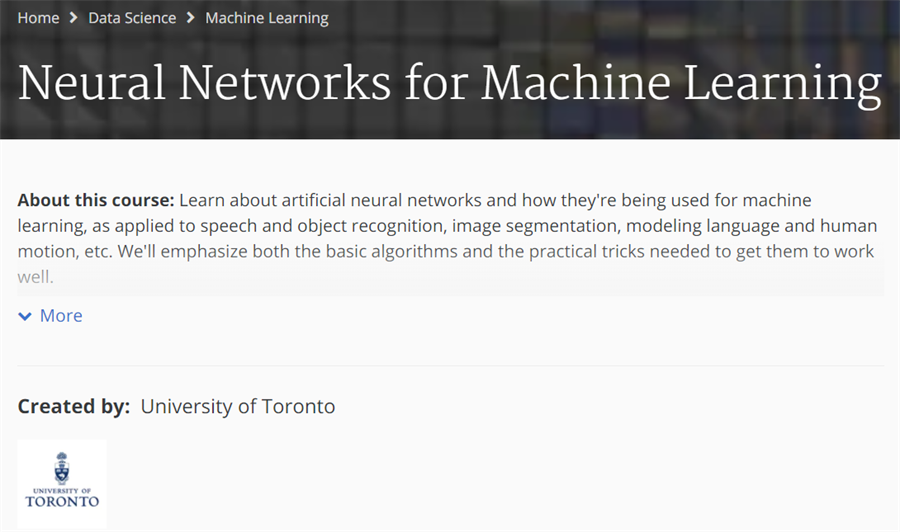 Home > Data Science > Machine Learning
Neural Networks for Machine Learning
About this course: Learn about artificial neural networks and how they're being used for machine
learning, as applied to speech and object recognition, image segmentation, modeling language and human
motion, etc. We'll emphasize both the basic algorithms and the practical tricks needed to get them to work
well.
More
Created by: University of Toronto
UNIVERSITY OF
TORONTO